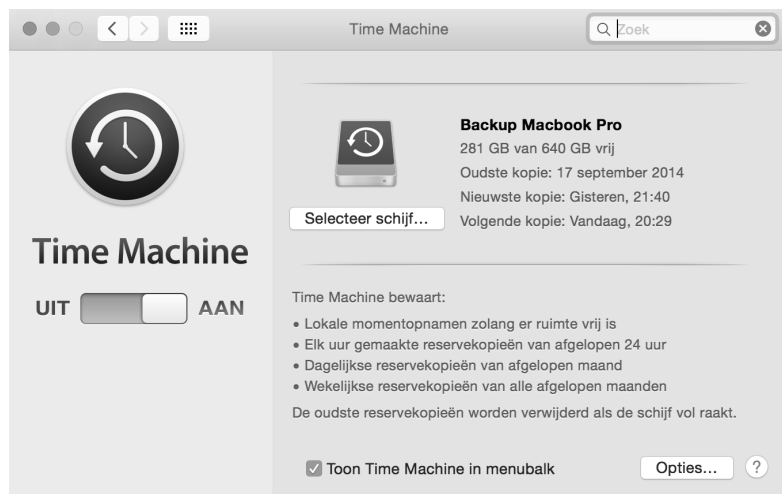 Time Machine
Zoek
Time Machine
UIT AAN
Backup Macbook Pro
281 GB van 640 GB vrij
Oudste kopie: 17 september 2014
Nieuwste kopie: Gisteren, 21:40
Volgende kopie: Vandaag, 20:29
Selecteer schijf...
Time Machine bewaart:
• Lokale momentopnamen zolang er ruimte vrij is
• Elk uur gemaakte reservekopieën van afgelopen 24 uur
• Dagelijkse reservekopieën van afgelopen maand
• Wekelijkse reservekopieën van alle afgelopen maanden
De oudste reservekopieën worden verwijderd als de schijf vol raakt.
Toon Time Machine in menubalk
Opties... ?